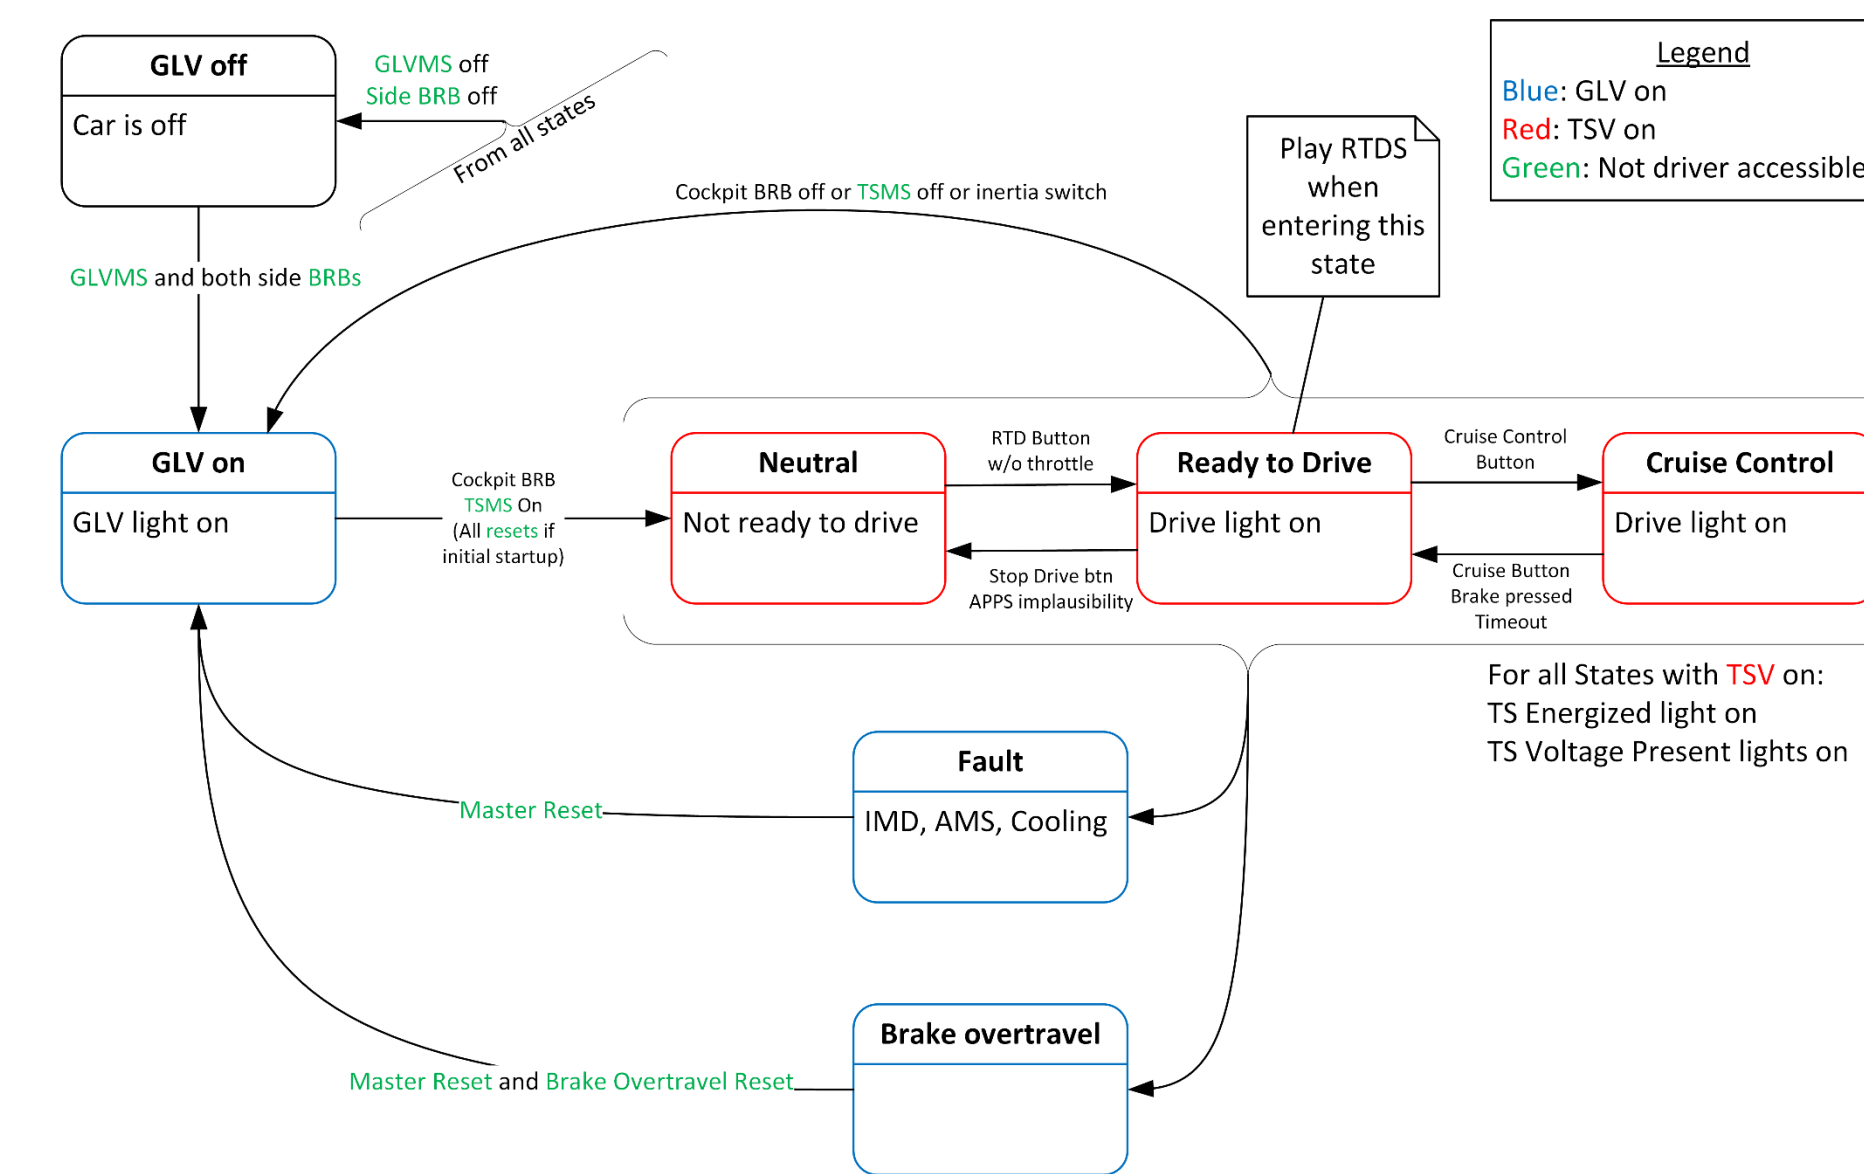 GLV off
Car is off
GLVMS off
Side BRB off
From all states
Legend
Blue: GLV on
Red: TSV on
Green: Not driver accessible
Play RTDS
when
entering this
state
Cockpit BRB off or TSMS off or inertia switch
GLVMS and both side BRBs
GLV on
GLV light on
Cockpit BRB
TSMS On
(All resets if
initial startup)
Neutral
Not ready to drive
RTD Button
w/o throttle
Stop Drive btn
APPS implausibility
Ready to Drive
Drive light on
Cruise Control
Button
Cruise Button
Brake pressed
Timeout
Cruise Control
Drive light on
For all States with TSV on:
TS Energized light on
TS Voltage Present lights on
Fault
IMD, AMS, Cooling
Master Reset
Brake overtravel
Master Reset and Brake Overtravel Reset